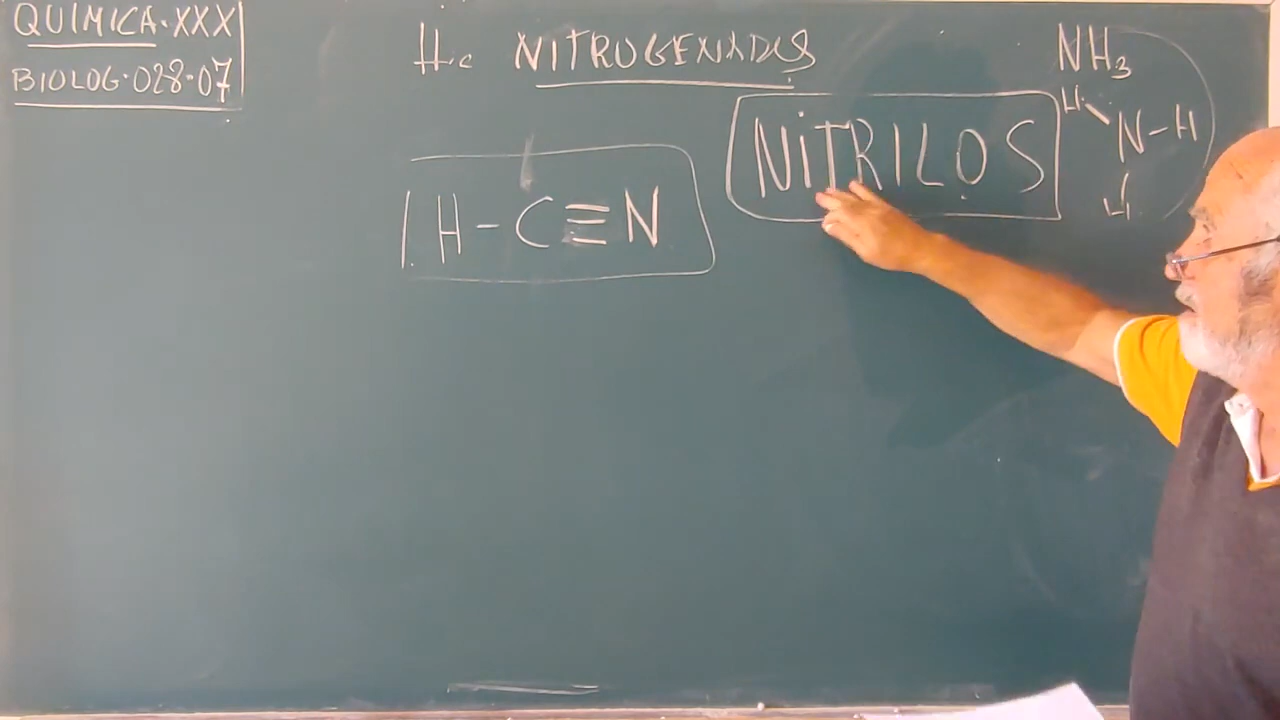 QUIMICA·XXX
BIOLOG·028·07
H.c NITROGENADOS
NiTRILOS
H-C≡N
NH₃
H
N-H
H